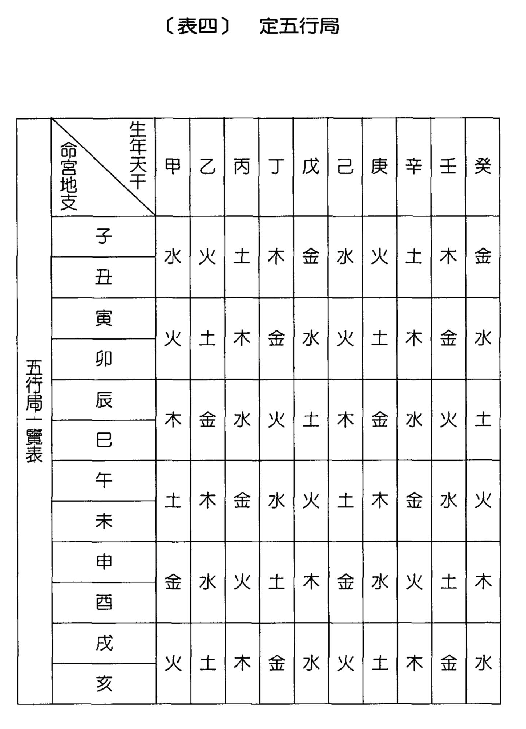 〔表四〕 定五行局
五行局一覽表
生年天干
命宮地支
甲 乙 丙 丁 戊 己 庚 辛 壬 癸
子
丑
水 火 土 木 金 水 火 土 木 金
寅
卯
火 土 木 金 水 火 土 木 金 水
辰
巳
木 金 水 火 土 木 金 水 火 土
午
未
土 木 金 水 火 土 木 金 水 火
申
酉
金 水 火 土 木 金 水 火 土 木
戌
亥
火 土 木 金 水 火 土 木 金 水